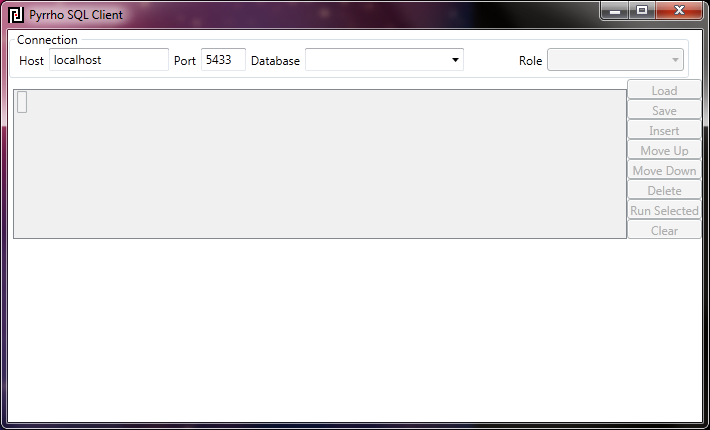 Pyrrho SQL Client
Connection
Host localhost Port 5433 Database Role
Load
Save
Insert
Move Up
Move Down
Delete
Run Selected
Clear